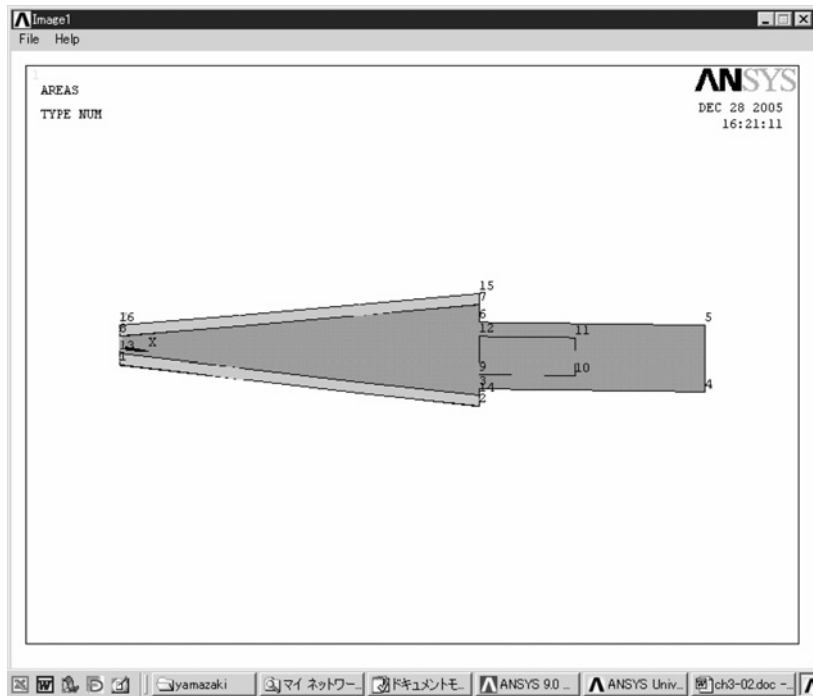 Image1
File Help
1
AREAS
TYPE NUM
ANSYS
DEC 28 2005
16:21:11
15
7
16
6
5
8
12
11
13
X
1
9
10
3
14
4
2
yamazaki
マイ ネットワー...
ドキュメントモ...
ANSYS 9.0 ...
ANSYS Univ...
ch3-02.doc -...